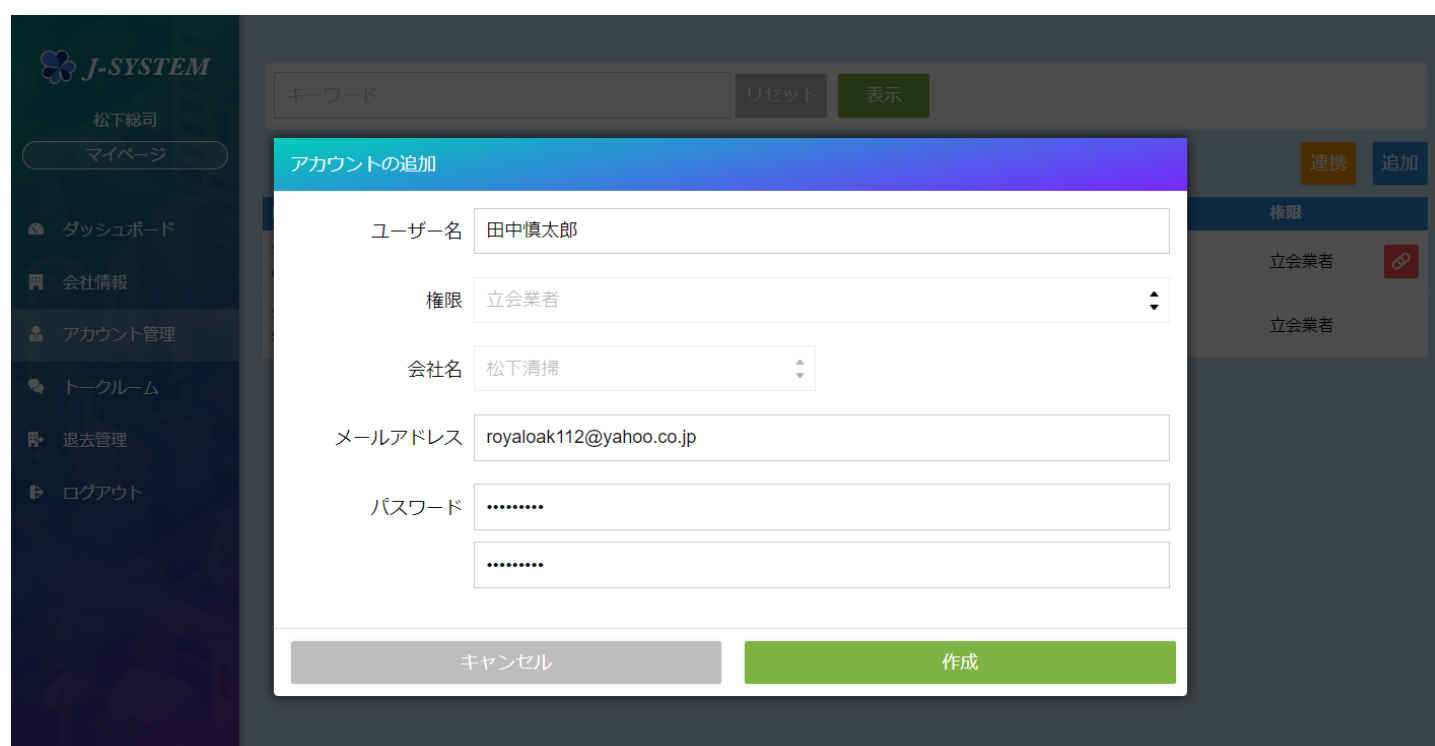 J-SYSTEM
松下総司
マイページ
ダッシュボード
会社情報
アカウント管理
トークルーム
退去管理
ログアウト
キーワード
リセット
表示
連携
追加
権限
立会業者
立会業者
アカウントの追加
ユーザー名 田中慎太郎
権限 立会業者
会社名 松下清掃
メールアドレス royaloak112@yahoo.co.jp
パスワード •••••••••
•••••••••
キャンセル
作成